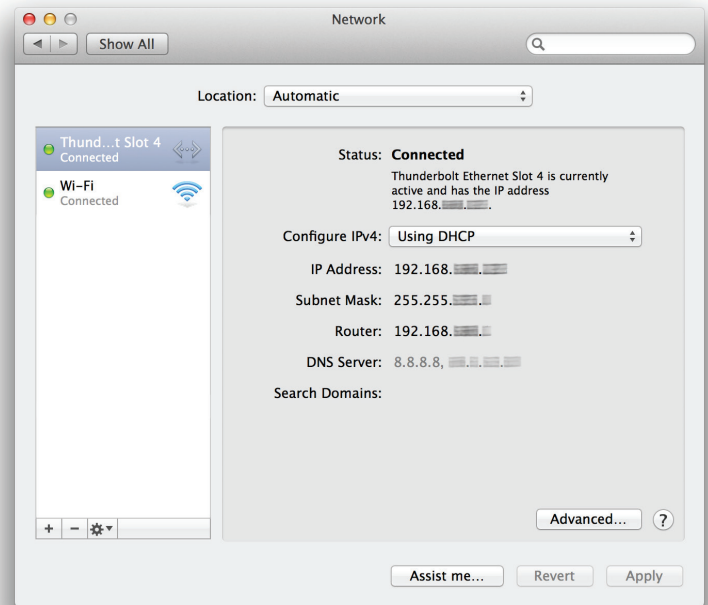 Network
Show All
Location: Automatic
Thund...t Slot 4
Connected
Wi-Fi
Connected
Status: Connected
Thunderbolt Ethernet Slot 4 is currently
active and has the IP address
192.168.
Configure IPv4: Using DHCP
IP Address: 192.168.
Subnet Mask: 255.255.
Router: 192.168.
DNS Server: 8.8.8.8,
Search Domains:
Advanced...
?
+ −
Assist me... Revert Apply